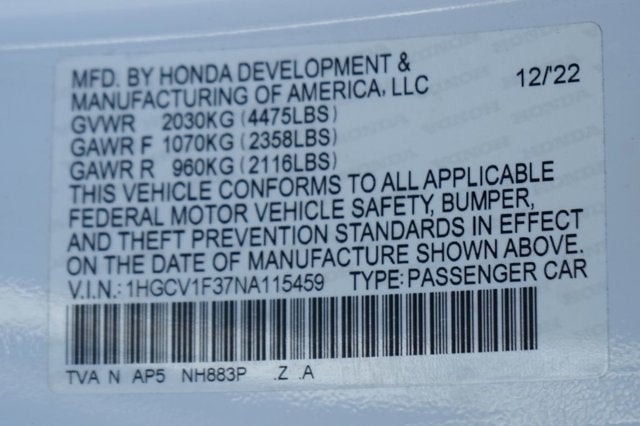 MFD. BY HONDA DEVELOPMENT &
MANUFACTURING OF AMERICA, LLC 12/'22
GVWR 2030KG (4475LBS)
GAWR F 1070KG (2358LBS)
GAWR R 960KG (2116LBS)
THIS VEHICLE CONFORMS TO ALL APPLICABLE
FEDERAL MOTOR VEHICLE SAFETY, BUMPER,
AND THEFT PREVENTION STANDARDS IN EFFECT
ON THE DATE OF MANUFACTURE SHOWN ABOVE.
V.I.N.: 1HGCV1F37NA115459 TYPE: PASSENGER CAR
TVA N AP5 NH883P .Z .A